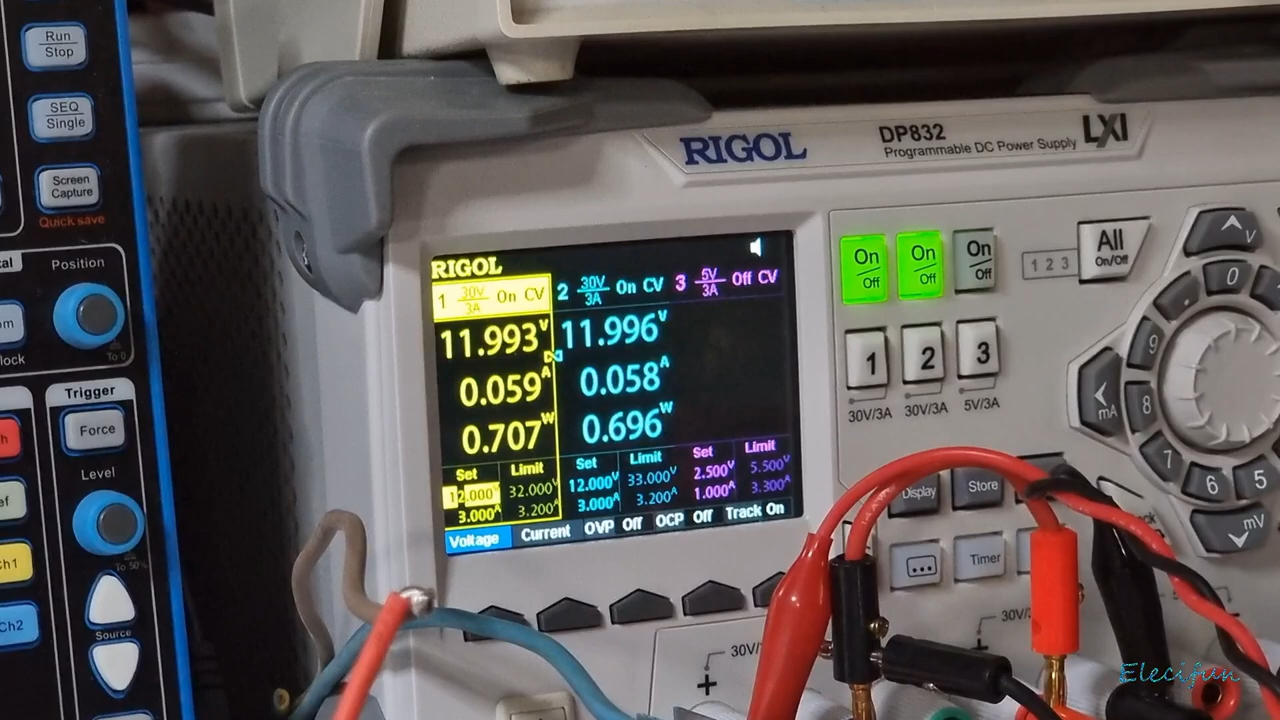 Run
Stop
SEQ
Single
Screen
Capture
Quick save
Position
To 0
Trigger
Force
Level
To 50%
Source
Ch1
Ch2
RIGOL
DP832
Programmable DC Power Supply
LXI
RIGOL
1 30V 3A On CV
2 30V 3A On CV
3 5V 3A Off CV
11.993V 11.996V
0.059A 0.058A
0.707W 0.696W
Set Limit Set Limit Set Limit
12.000V 32.000V 12.000V 33.000V 2.500V 5.500V
3.000A 3.200A 3.000A 3.200A 1.000A 3.300A
Voltage Current OVP Off OCP Off Track On
On
Off
On
Off
On
Off
1 2 3
All
On/Off
1 2 3
30V/3A 30V/3A 5V/3A
V
0
.
9
8
7
6
5
mA
mV
Display
Store
...
Timer
30V/
30V/
+
Elecifun